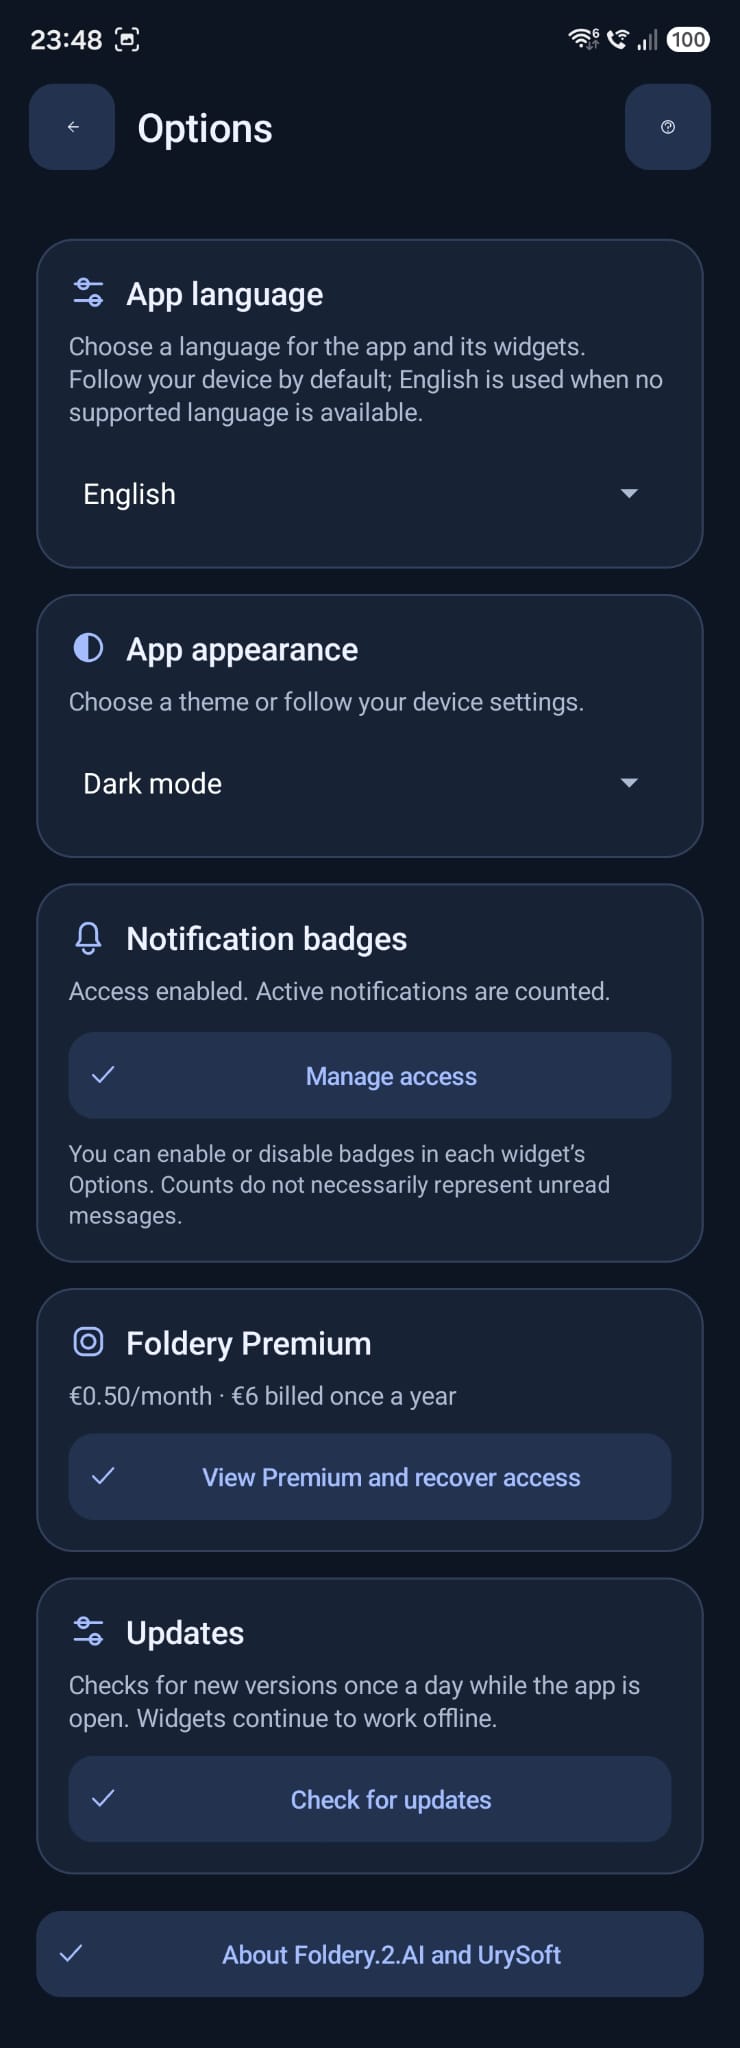 23:48
6
100
Options
App language
Choose a language for the app and its widgets.
Follow your device by default; English is used when no
supported language is available.
English
App appearance
Choose a theme or follow your device settings.
Dark mode
Notification badges
Access enabled. Active notifications are counted.
Manage access
You can enable or disable badges in each widget’s
Options. Counts do not necessarily represent unread
messages.
Foldery Premium
€0.50/month · €6 billed once a year
View Premium and recover access
Updates
Checks for new versions once a day while the app is
open. Widgets continue to work offline.
Check for updates
About Foldery.2.AI and UrySoft